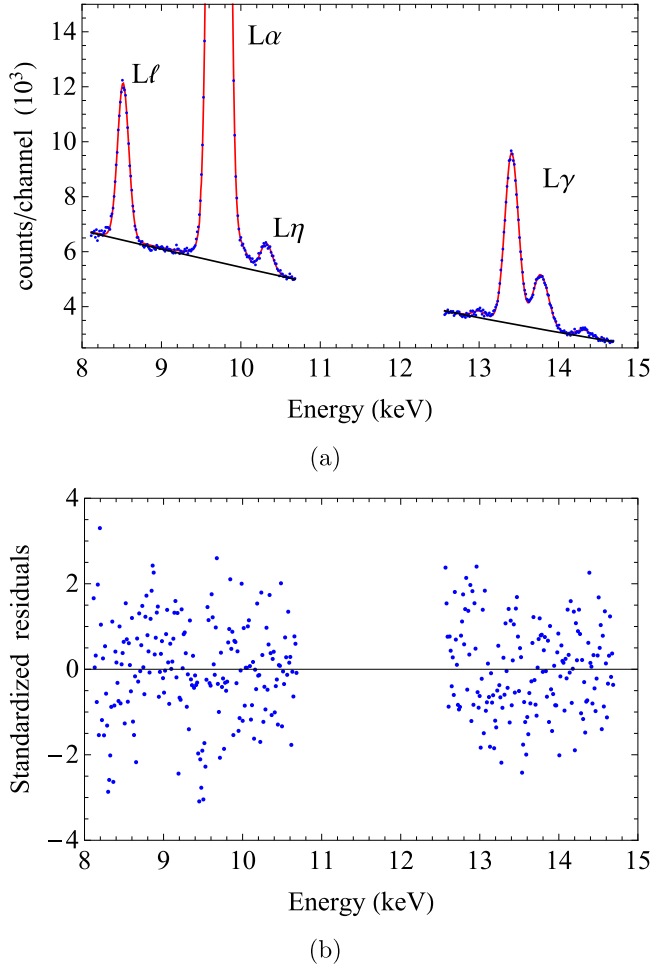 14
12
10
8
6
4
counts/channel (10³)
Lℓ
Lα
Lη
Lγ
8 9 10 11 12 13 14 15
Energy (keV)
(a)
4
2
0
−2
−4
Standardized residuals
8 9 10 11 12 13 14 15
Energy (keV)
(b)